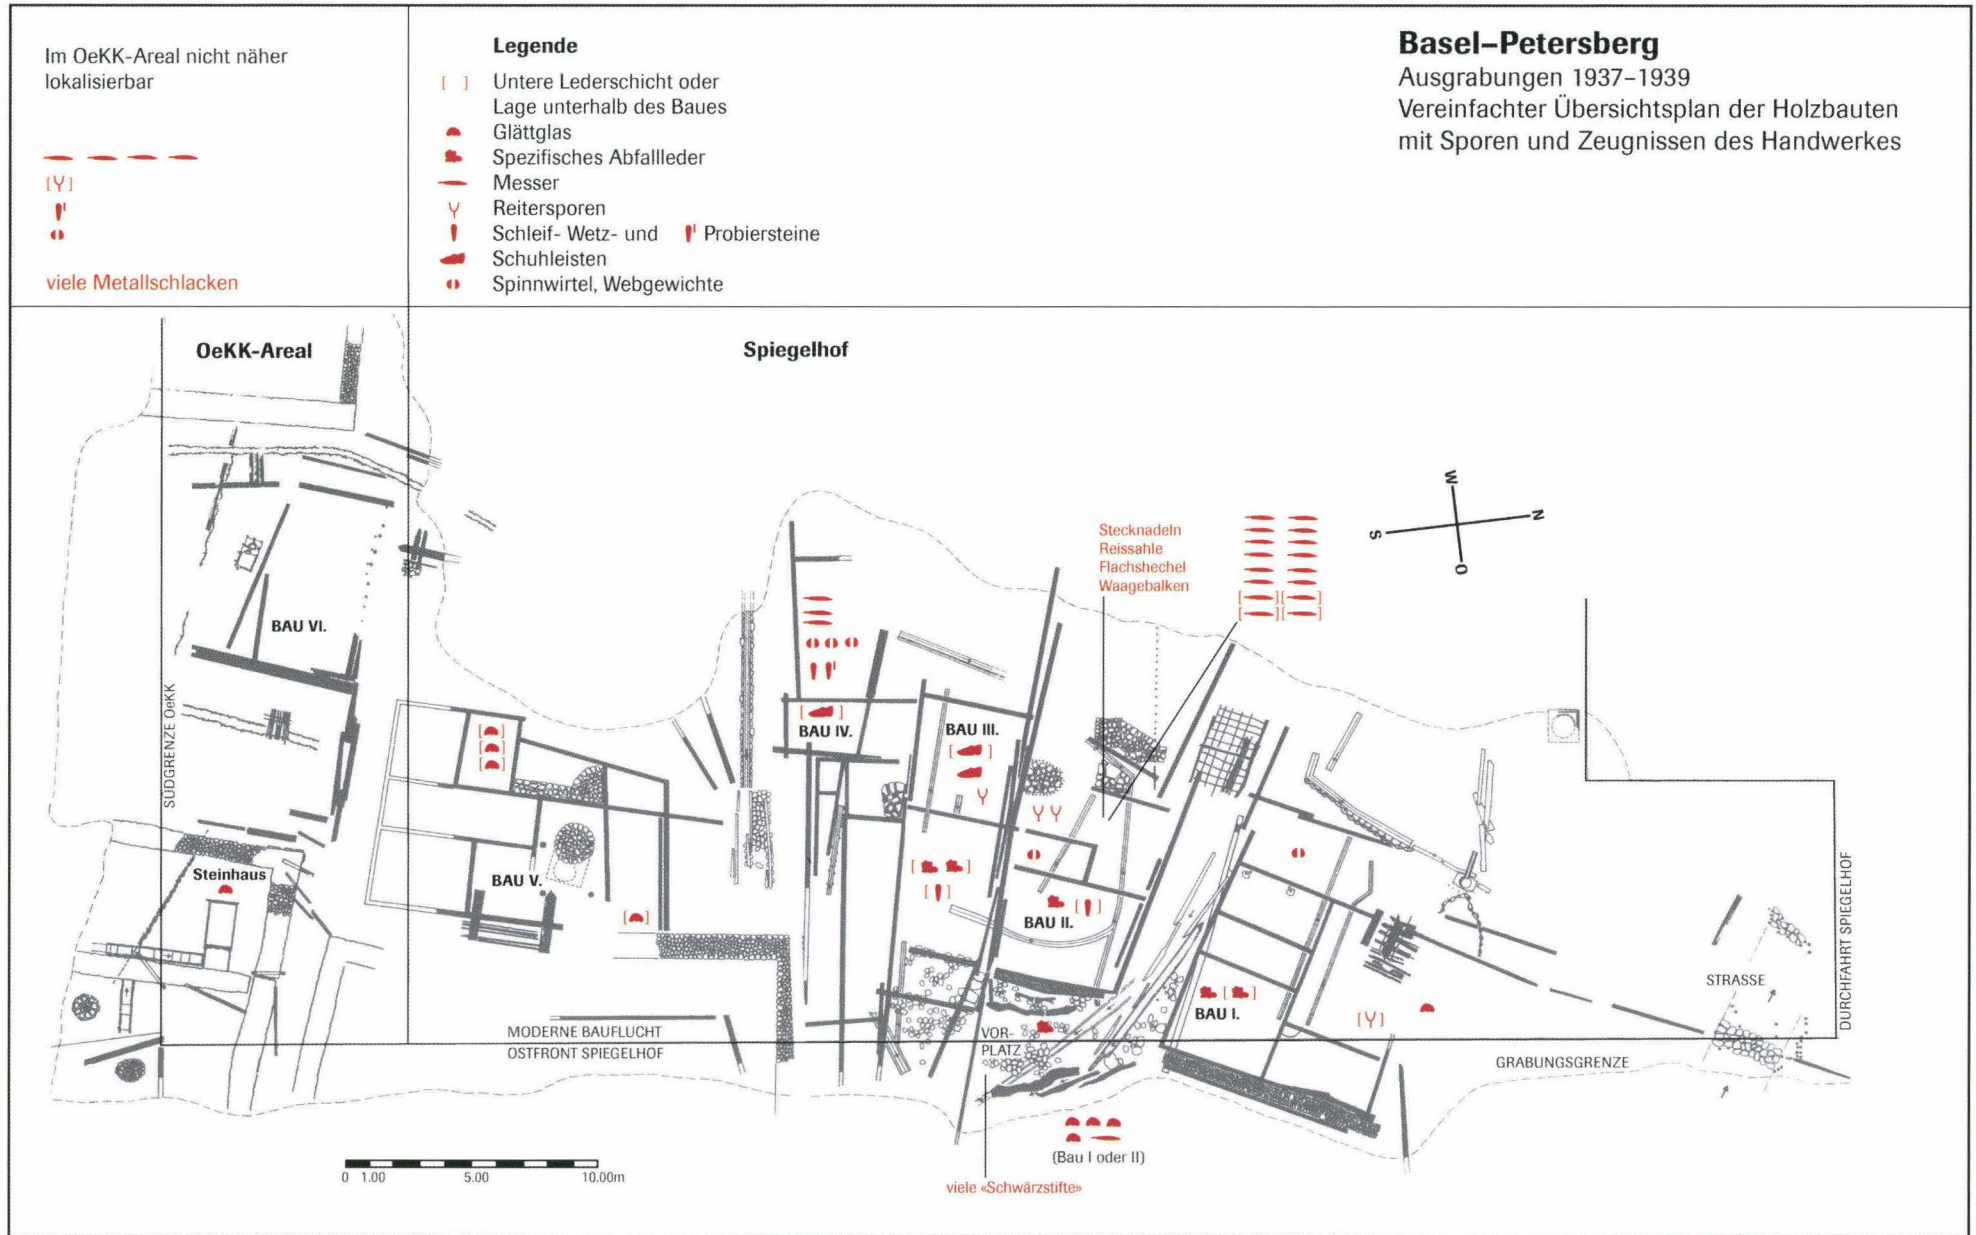 Im OeKK-Areal nicht näher
lokalisierbar
viele Metallschlacken
Legende
[ ] Untere Lederschicht oder
Lage unterhalb des Baues
Glättglas
Spezifisches Abfallleder
Messer
Reitersporen
Schleif- Wetz- und Probiersteine
Schuhleisten
Spinnwirtel, Webgewichte
Basel–Petersberg
Ausgrabungen 1937–1939
Vereinfachter Übersichtsplan der Holzbauten
mit Sporen und Zeugnissen des Handwerkes
OeKK-Areal
Spiegelhof
W
N
S
O
Stecknadeln
Reissahle
Flachshechel
Waagebalken
BAU VI.
SÜDGRENZE OeKK
BAU IV.
BAU III.
Steinhaus
BAU V.
BAU II.
BAU I.
STRASSE
DURCHFAHRT SPIEGELHOF
MODERNE BAUFLUCHT
OSTFRONT SPIEGELHOF
VOR-
PLATZ
GRABUNGSGRENZE
(Bau I oder II)
0 1.00 5.00 10.00m
viele «Schwärzstifte»